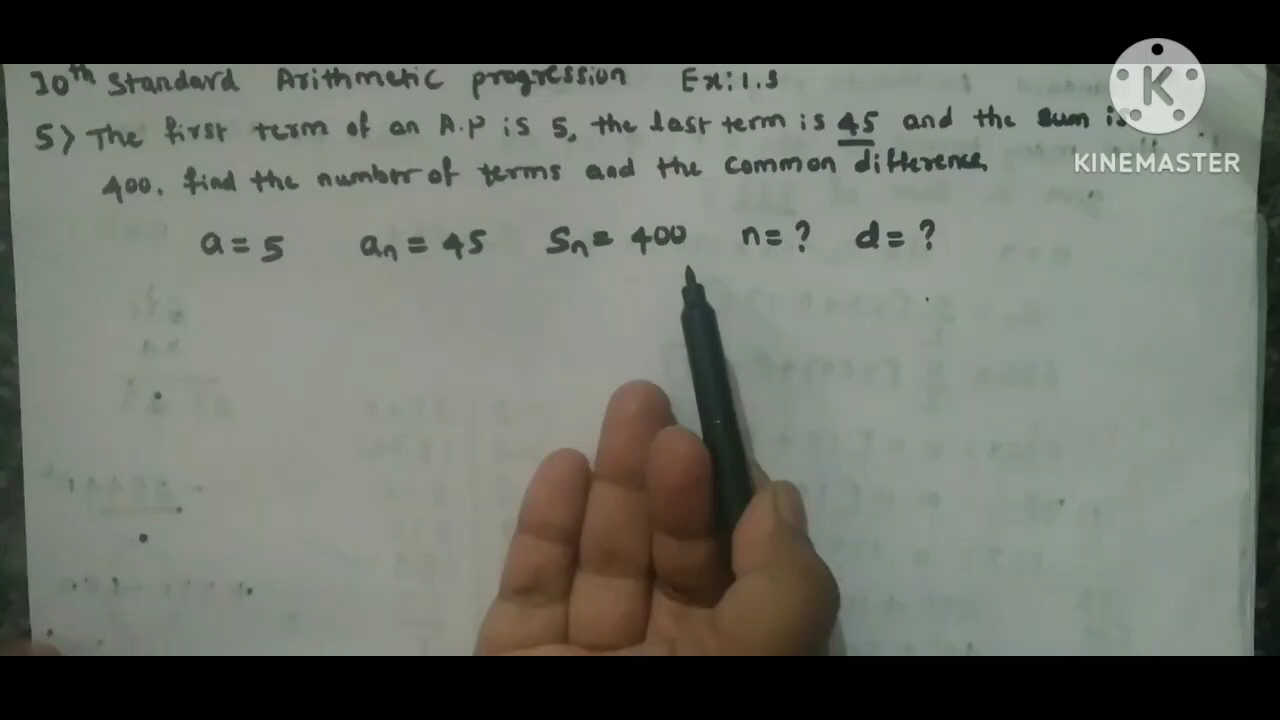 10th Standard Arithmetic progression Ex: 1.3
5) The first term of an A.P is 5, the last term is 45 and the sum is
400. find the number of terms and the common difference
a = 5 an = 45 Sn = 400 n = ? d = ?
K
KINEMASTER